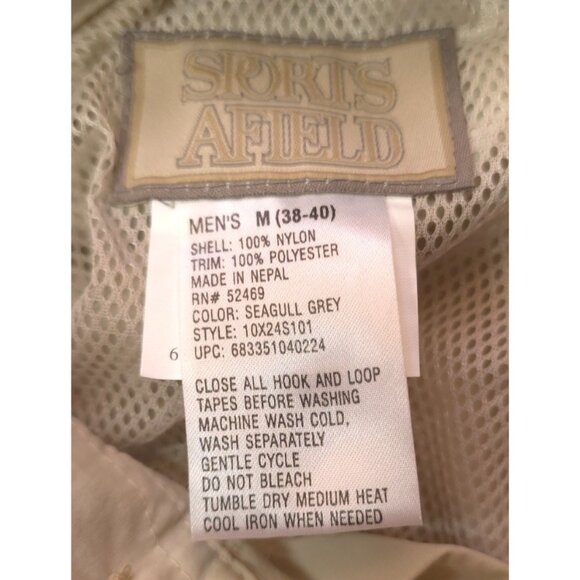 SPORTS
AFIELD
MEN'S M (38-40)
SHELL: 100% NYLON
TRIM: 100% POLYESTER
MADE IN NEPAL
RN# 52469
COLOR: SEAGULL GREY
STYLE: 10X24S101
UPC: 683351040224
6
CLOSE ALL HOOK AND LOOP
TAPES BEFORE WASHING
MACHINE WASH COLD,
WASH SEPARATELY
GENTLE CYCLE
DO NOT BLEACH
TUMBLE DRY MEDIUM HEAT
COOL IRON WHEN NEEDED